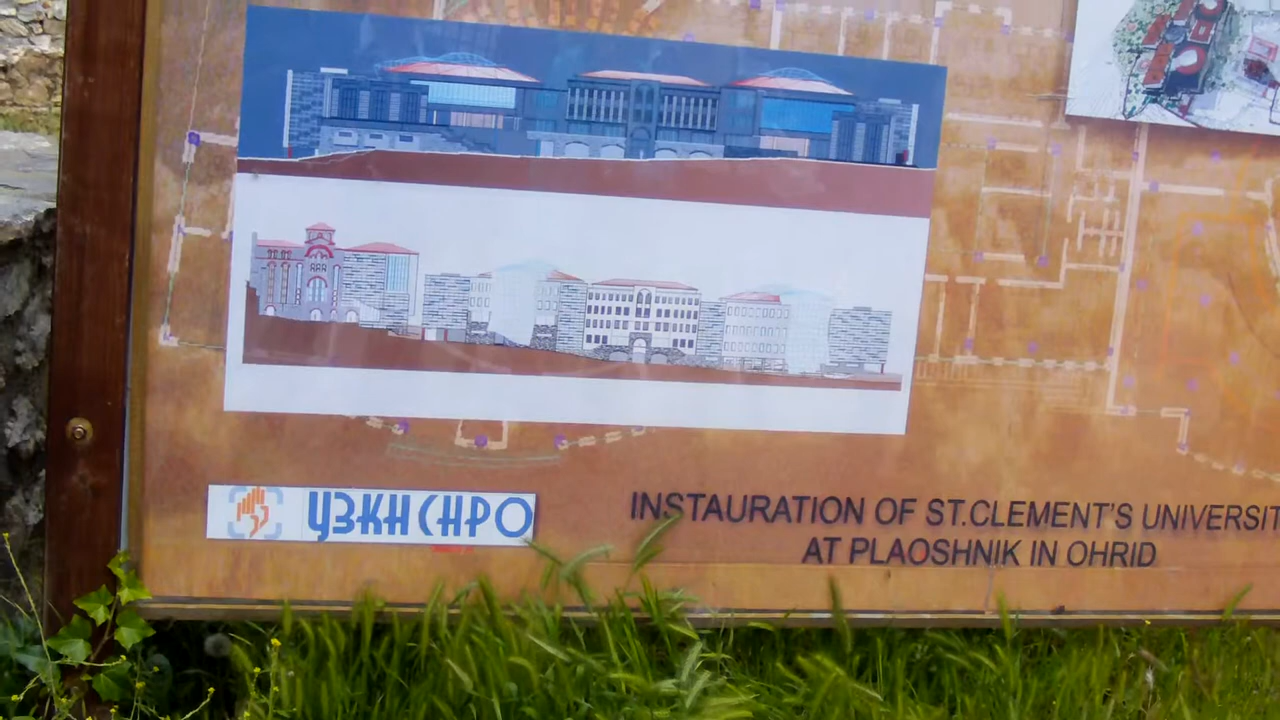 УЗКН СНРО
INSTAURATION OF ST.CLEMENT'S UNIVERSIT
AT PLAOSHNIK IN OHRID